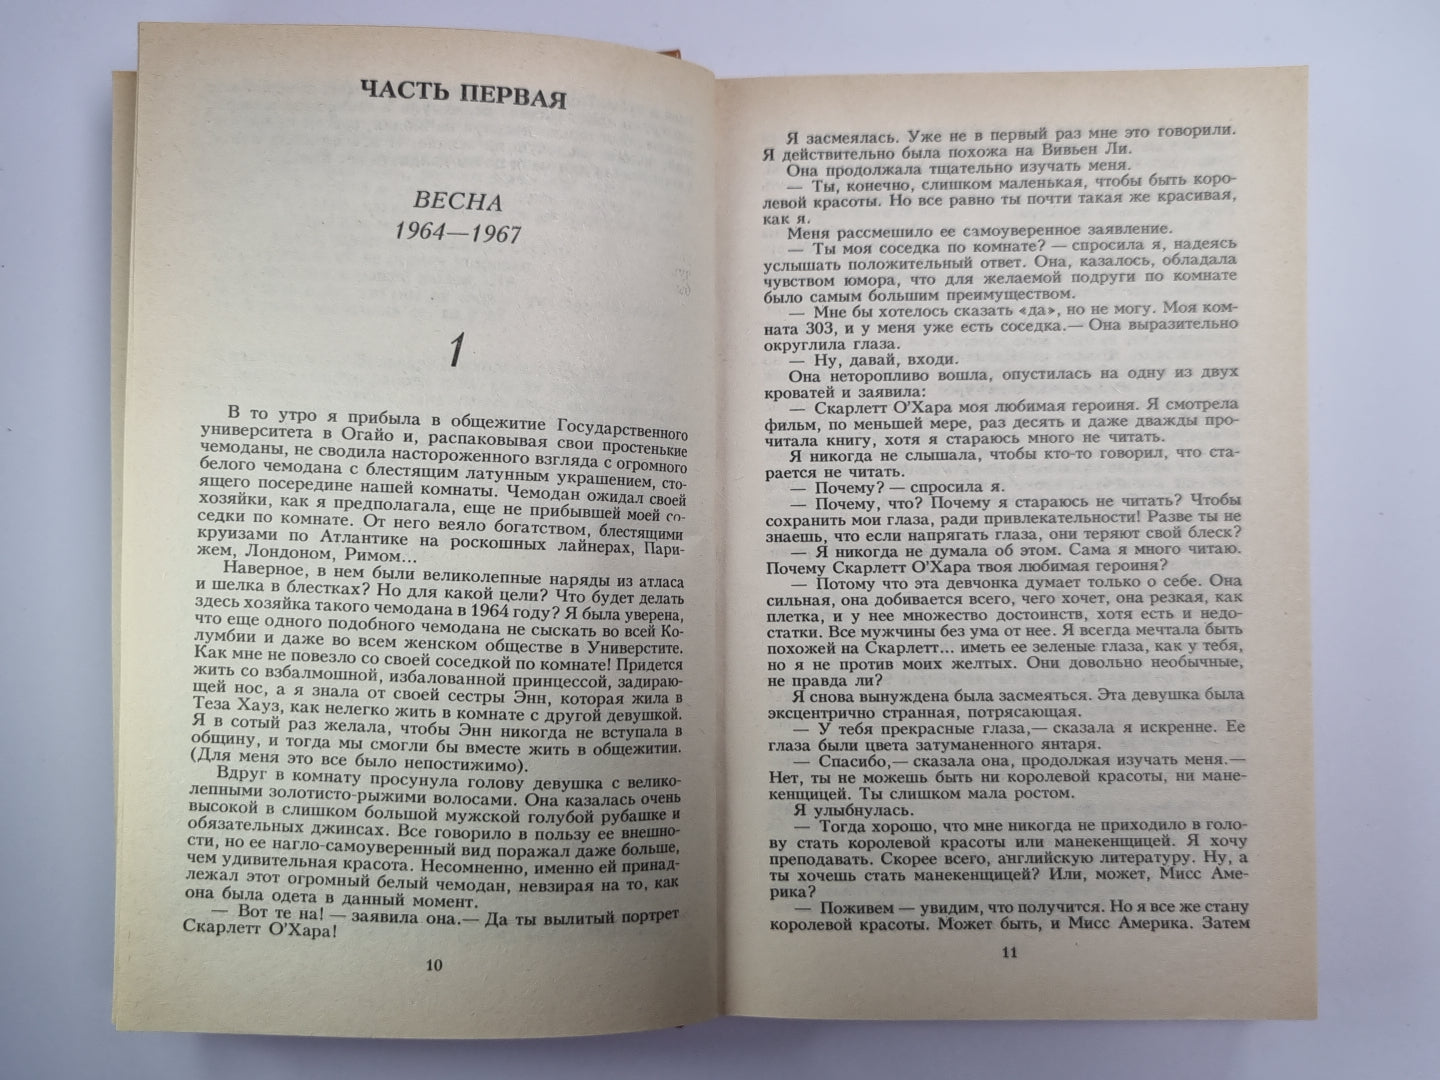 ЧАСТЬ ПЕРВАЯ
ВЕСНА
1964—1967
1
В то утро я прибыла в общежитие Государственного
университета в Огайо и, распаковывая свои простенькие
чемоданы, не сводила настороженного взгляда с огромного
белого чемодана с блестящим латунным украшением, сто-
ящего посередине нашей комнаты. Чемодан ожидал своей
хозяйки, как я предполагала, еще не прибывшей моей со-
седки по комнате. От него веяло богатством, блестящими
круизами по Атлантике на роскошных лайнерах, Пари-
жем, Лондоном, Римом...
Наверное, в нем были великолепные наряды из атласа
и шелка в блестках? Но для какой цели? Что будет делать
здесь хозяйка такого чемодана в 1964 году? Я была уверена,
что еще одного подобного чемодана не сыскать во всей Ко-
лумбии и даже во всем женском обществе в Универстите.
Как мне не повезло со своей соседкой по комнате! Придется
жить со взбалмошной, избалованной принцессой, задираю-
щей нос, а я знала от своей сестры Энн, которая жила в
Теза Хауз, как нелегко жить в комнате с другой девушкой.
Я в сотый раз желала, чтобы Энн никогда не вступала в
общину, и тогда мы смогли бы вместе жить в общежитии.
(Для меня это все было непостижимо).
Вдруг в комнату просунула голову девушка с велико-
лепными золотисто-рыжими волосами. Она казалась очень
высокой в слишком большой мужской голубой рубашке и
обязательных джинсах. Все говорило в пользу ее внешно-
сти, но ее нагло-самоуверенный вид поражал даже больше,
чем удивительная красота. Несомненно, именно ей принад-
лежал этот огромный белый чемодан, невзирая на то, как
она была одета в данный момент.
— Вот те на! — заявила она.— Да ты вылитый портрет
Скарлетт О'Хара!
10
Я засмеялась. Уже не в первый раз мне это говорили.
Я действительно была похожа на Вивьен Ли.
Она продолжала тщательно изучать меня.
— Ты, конечно, слишком маленькая, чтобы быть коро-
левой красоты. Но все равно ты почти такая же красивая,
как я.
Меня рассмешило ее самоуверенное заявление.
— Ты моя соседка по комнате? — спросила я, надеясь
услышать положительный ответ. Она, казалось, обладала
чувством юмора, что для желаемой подруги по комнате
было самым большим преимуществом.
— Мне бы хотелось сказать «да», но не могу. Моя ком-
ната 303, и у меня уже есть соседка.— Она выразительно
округлила глаза.
— Ну, давай, входи.
Она неторопливо вошла, опустилась на одну из двух
кроватей и заявила:
— Скарлетт О'Хара моя любимая героиня. Я смотрела
фильм, по меньшей мере, раз десять и даже дважды про-
читала книгу, хотя я стараюсь много не читать.
Я никогда не слышала, чтобы кто-то говорил, что ста-
рается не читать.
— Почему? — спросила я.
— Почему, что? Почему я стараюсь не читать? Чтобы
сохранить мои глаза, ради привлекательности! Разве ты не
знаешь, что если напрягать глаза, они теряют свой блеск?
— Я никогда не думала об этом. Сама я много читаю.
Почему Скарлетт О'Хара твоя любимая героиня?
— Потому что эта девчонка думает только о себе. Она
сильная, она добивается всего, чего хочет, она резкая, как
плетка, и у нее множество достоинств, хотя есть и недо-
статки. Все мужчины без ума от нее. Я всегда мечтала быть
похожей на Скарлетт... иметь ее зеленые глаза, как у тебя,
но я не против моих желтых. Они довольно необычные,
не правда ли?
Я снова вынуждена была засмеяться. Эта девушка была
эксцентрично странная, потрясающая.
— У тебя прекрасные глаза,— сказала я искренне. Ее
глаза были цвета затуманенного янтаря.
— Спасибо,— сказала она, продолжая изучать меня.—
Нет, ты не можешь быть ни королевой красоты, ни мане-
кенщицей. Ты слишком мала ростом.
Я улыбнулась.
— Тогда хорошо, что мне никогда не приходило в голо-
ву стать королевой красоты или манекенщицей. Я хочу
преподавать. Скорее всего, английскую литературу. Ну, а
ты хочешь стать манекенщицей? Или, может, Мисс Аме-
рика?
— Поживем — увидим, что получится. Но я все же стану
королевой красоты. Может быть, и Мисс Америка. Затем
11